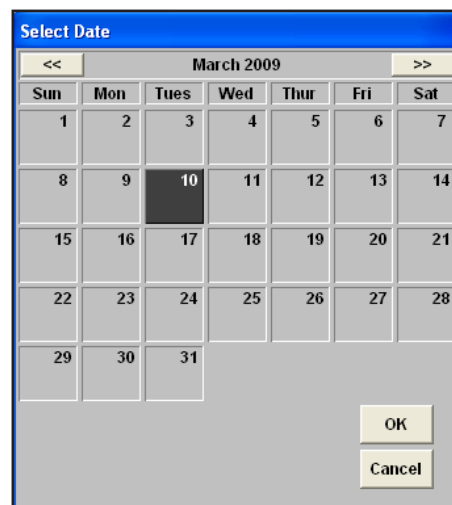 Select Date
<< March 2009 >>
Sun Mon Tues Wed Thur Fri Sat
1 2 3 4 5 6 7
8 9 10 11 12 13 14
15 16 17 18 19 20 21
22 23 24 25 26 27 28
29 30 31
OK
Cancel